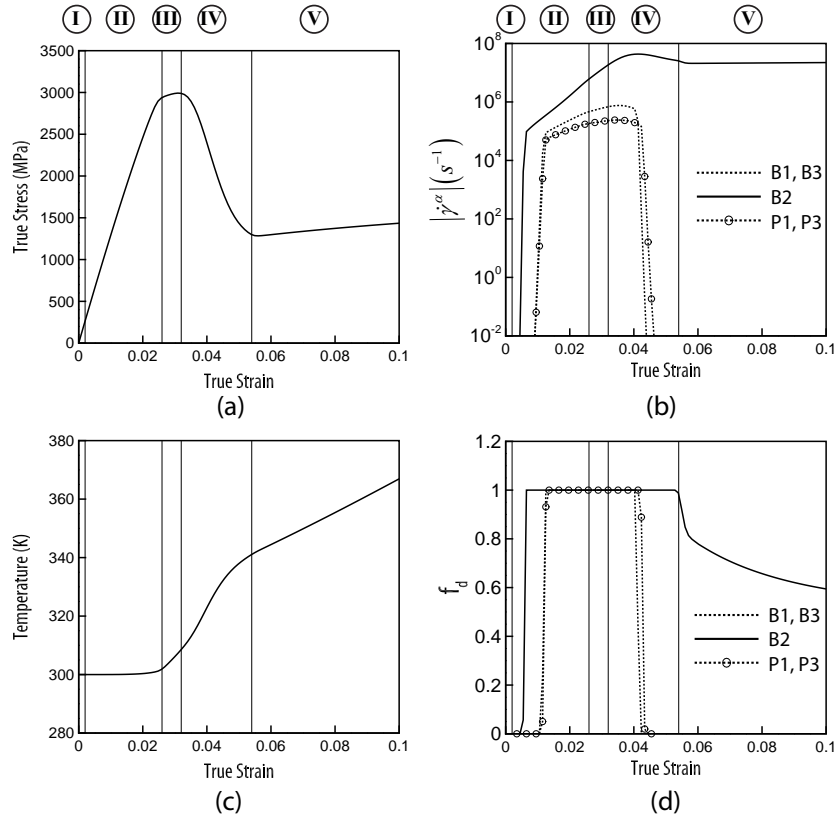 I II III IV V
I II III IV V
3500
3000
2500
2000
1500
1000
500
0
True Stress (MPa)
0 0.02 0.04 0.06 0.08 0.1
True Strain
(a)
10^8
10^6
10^4
10^2
10^0
10^-2
|γ̇^α|(s^-1)
B1, B3
B2
P1, P3
0 0.02 0.04 0.06 0.08 0.1
True Strain
(b)
380
360
340
320
300
280
Temperature (K)
0 0.02 0.04 0.06 0.08 0.1
True Strain
(c)
1.2
1
0.8
0.6
0.4
0.2
0
f_d
B1, B3
B2
P1, P3
0 0.02 0.04 0.06 0.08 0.1
True Strain
(d)